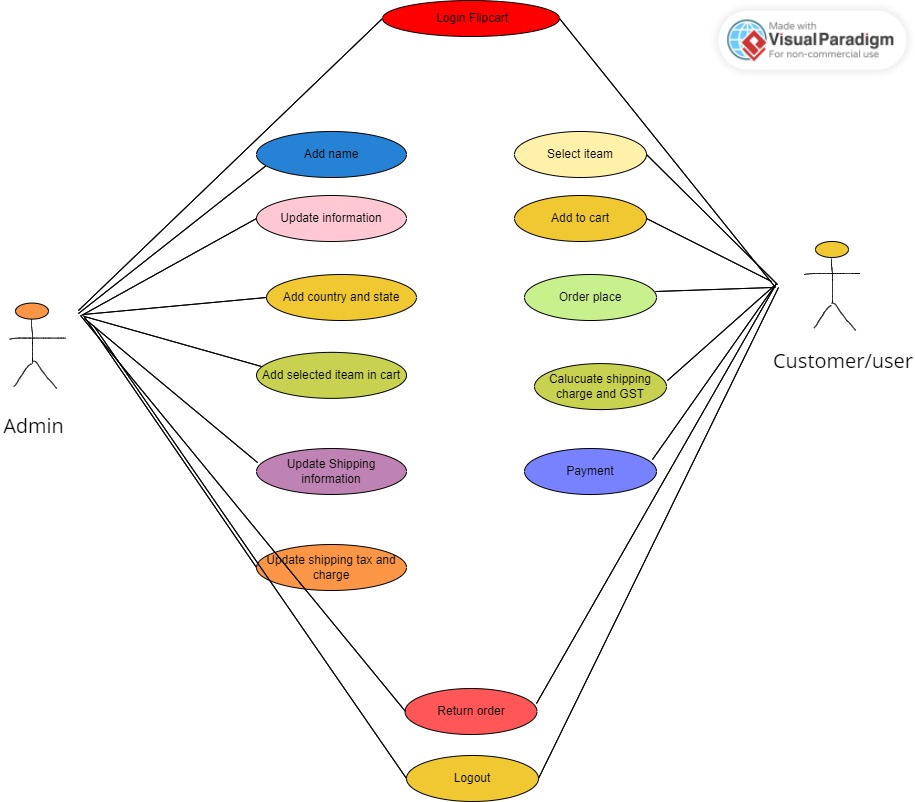 Login Flipcart
Made with
Visual Paradigm
For non-commercial use
Add name
Select iteam
Update information
Add to cart
Add country and state
Order place
Admin
Customer/user
Add selected iteam in cart
Calucuate shipping
charge and GST
Update Shipping
information
Payment
Update shipping tax and
charge
Return order
Logout